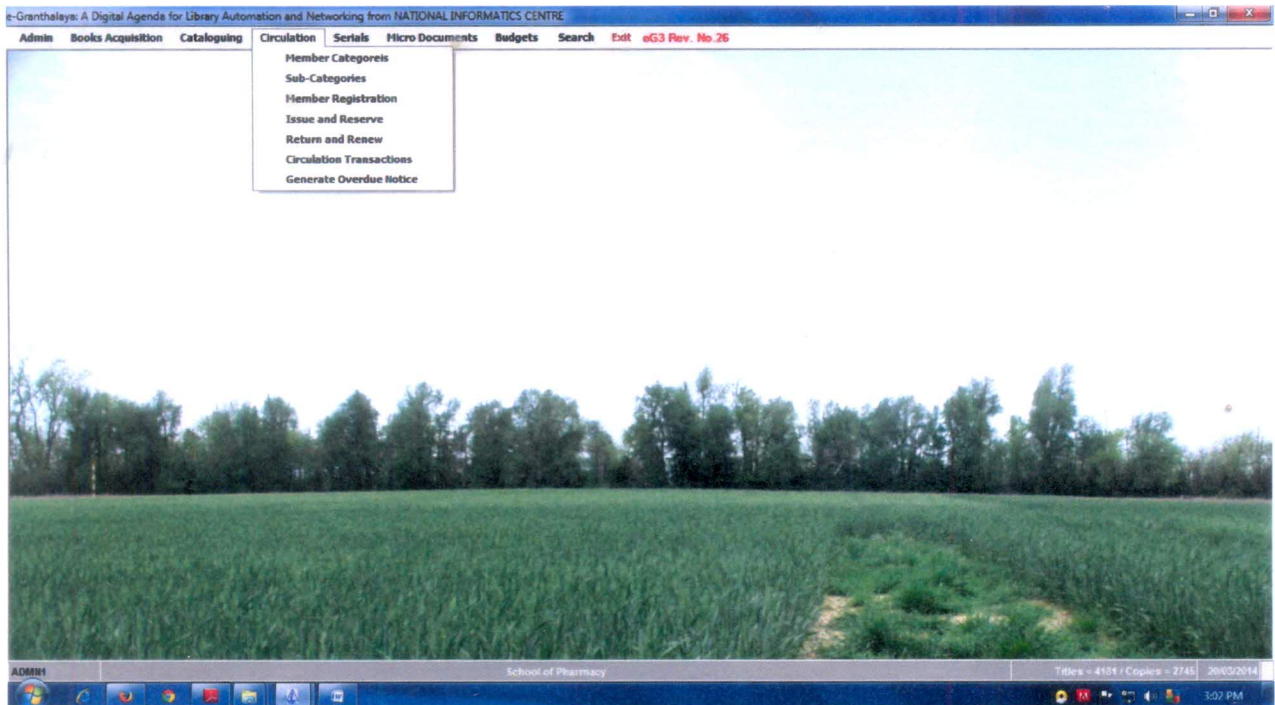 e-Granthalaya: A Digital Agenda for Library Automation and Networking from NATIONAL INFORMATICS CENTRE
Admin Books Acquisition Cataloguing Circulation Serials Micro Documents Budgets Search Exit eG3 Rev. No.26
Member Categoreis
Sub-Categories
Member Registration
Issue and Reserve
Return and Renew
Circulation Transactions
Generate Overdue Notice
ADMIN1 School of Pharmacy Titles = 4181 / Copies = 2745 20/03/2014
3:02 PM